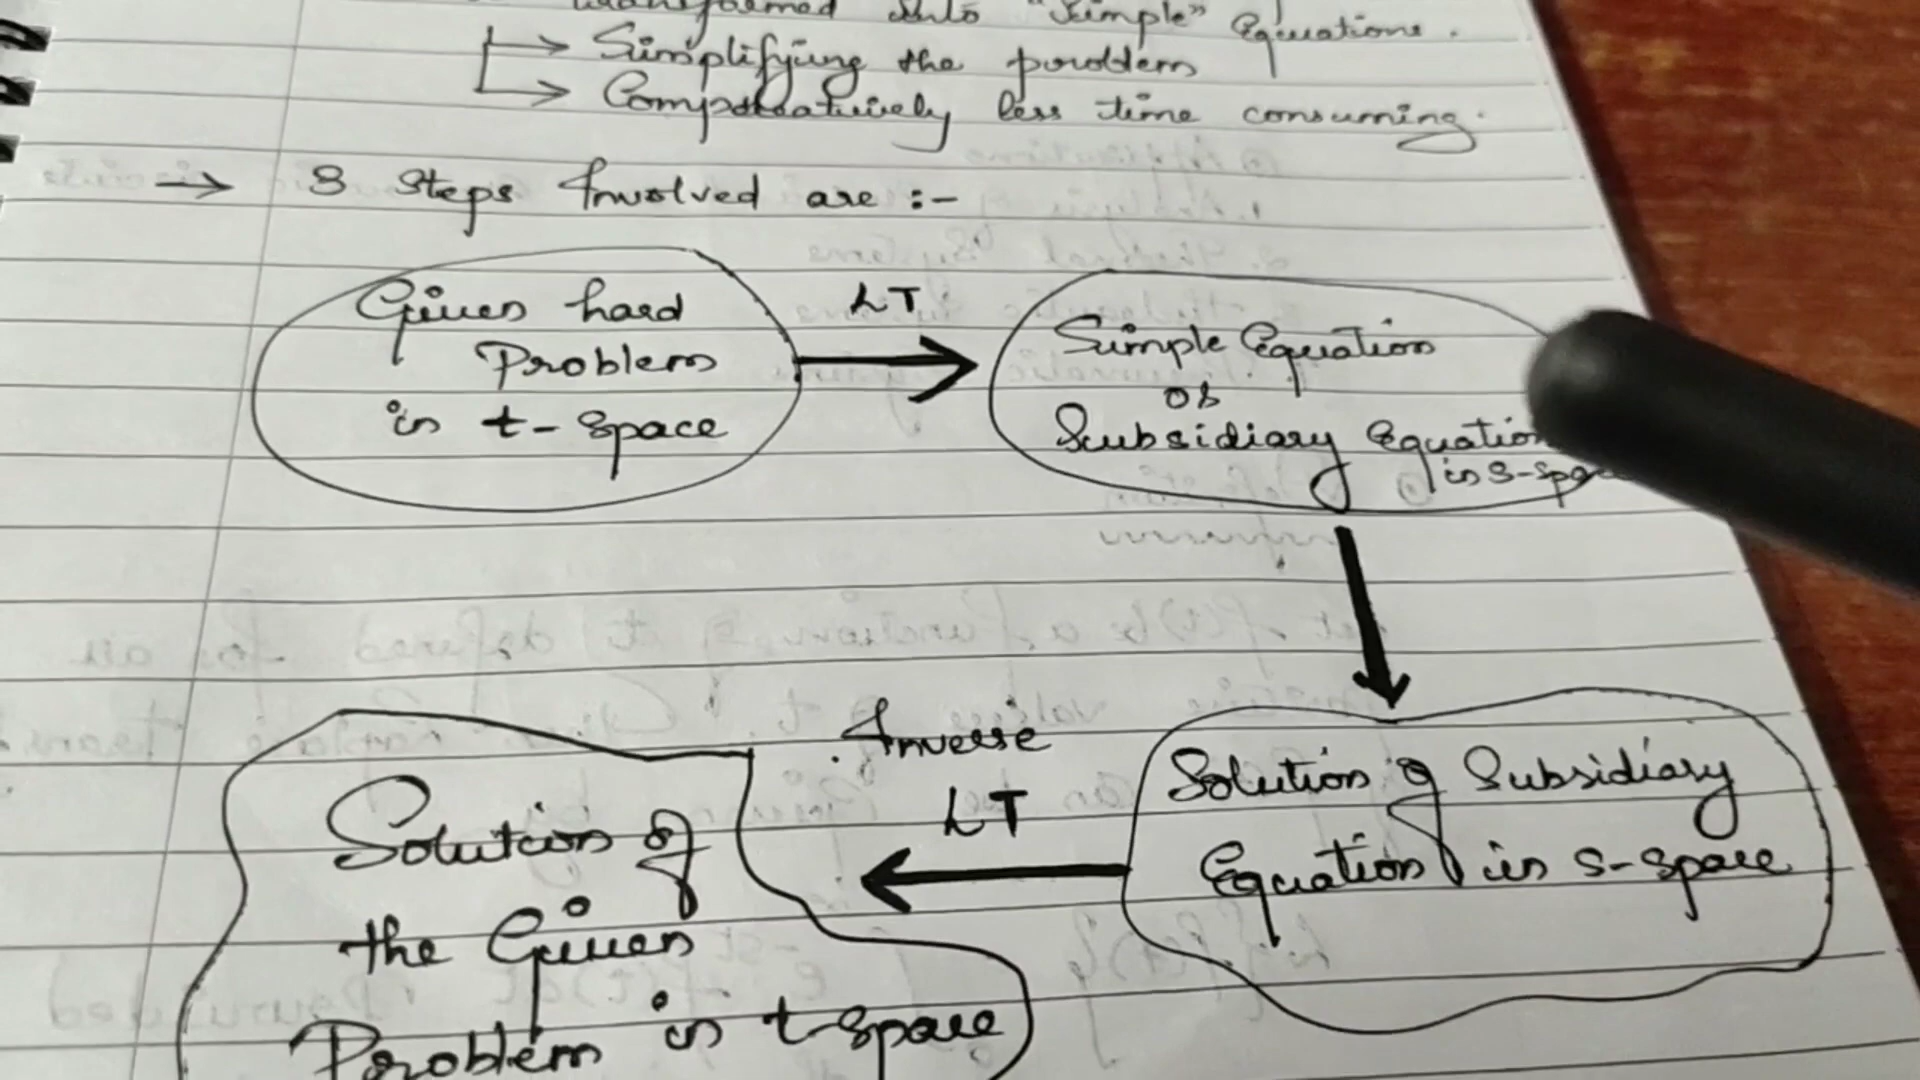 transformed into "Simple" Equations.
→ Simplifying the problem
→ Comparatively less time consuming.
→ 3 Steps Involved are :-
Given hard
Problem
in t-space
LT
Simple Equation
or
Subsidiary Equation
in s-space
Solution of Subsidiary
Equation in s-space
Inverse
LT
Solution of
the Given
Problem in t-space